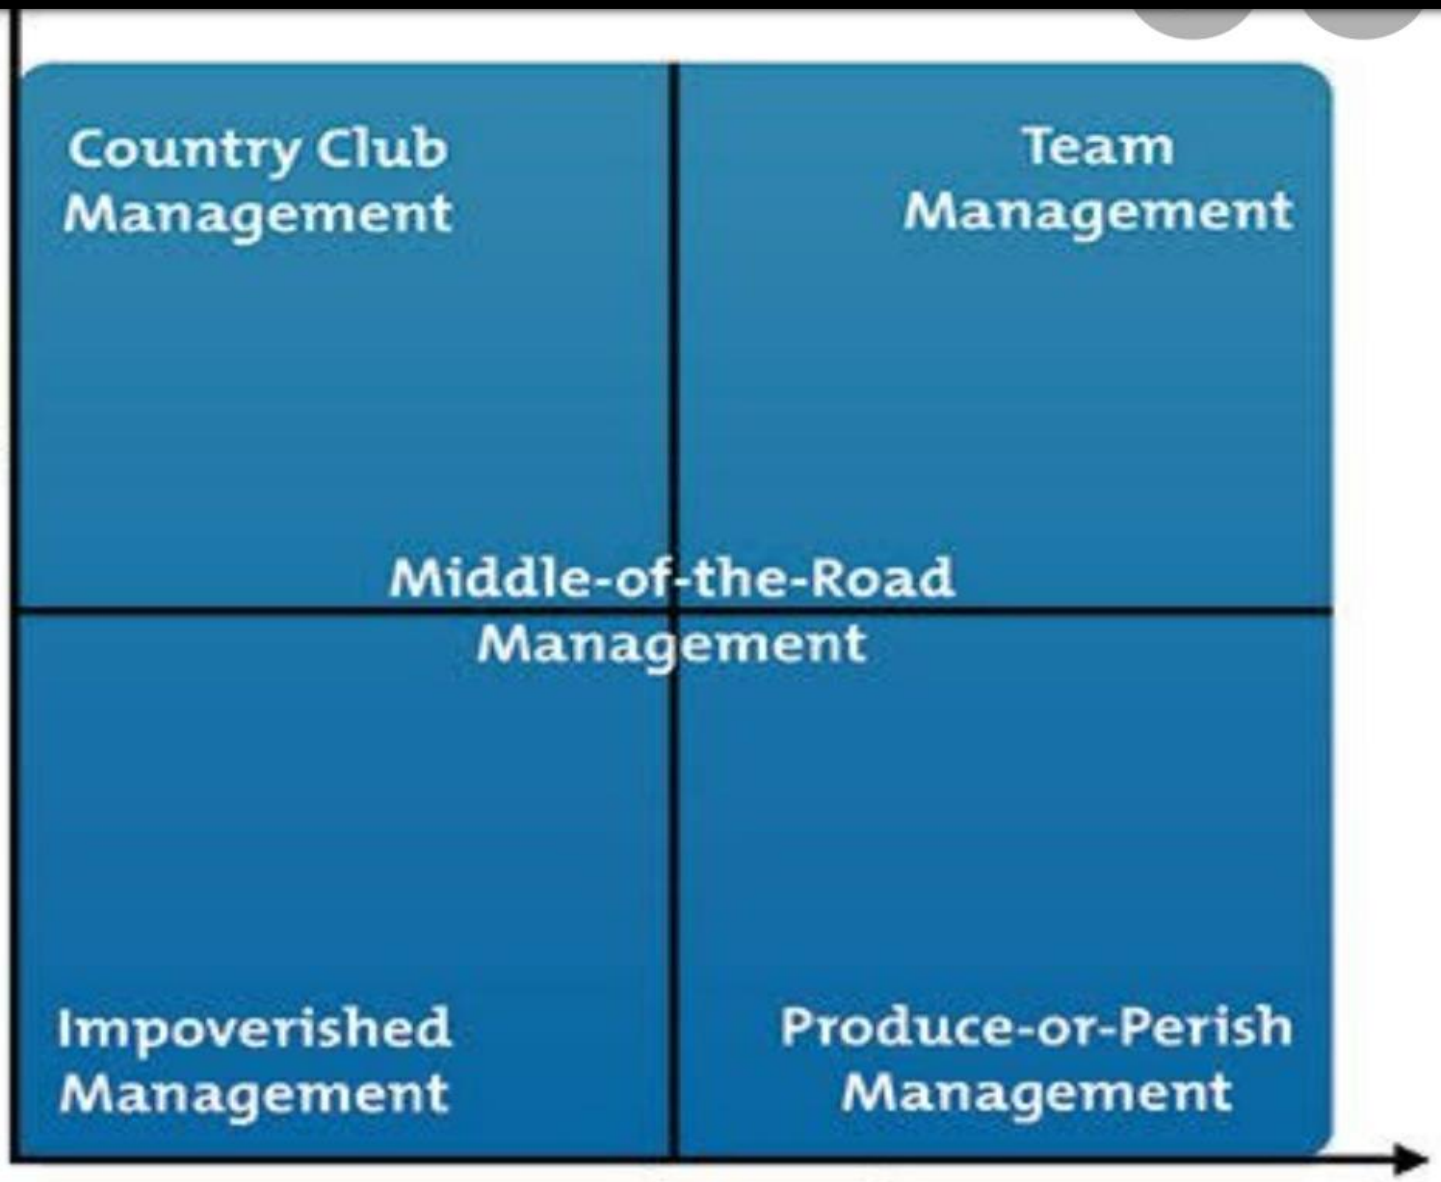 Country Club
Management
Team
Management
Middle-of-the-Road
Management
Impoverished
Management
Produce-or-Perish
Management